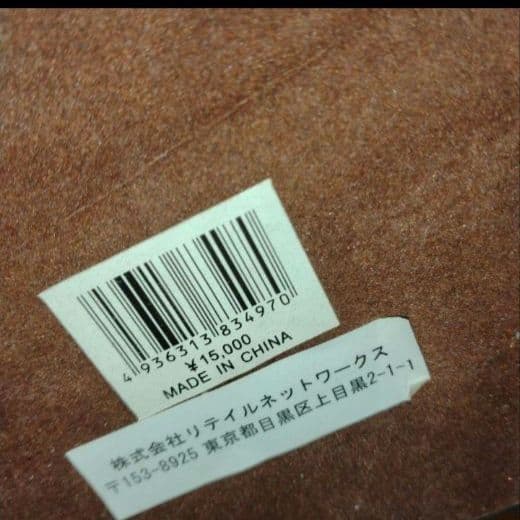 4 936313 834970
¥15,000
MADE IN CHINA
株式会社リテイルネットワークス
〒153-8925 東京都目黒区上目黒2-1-1